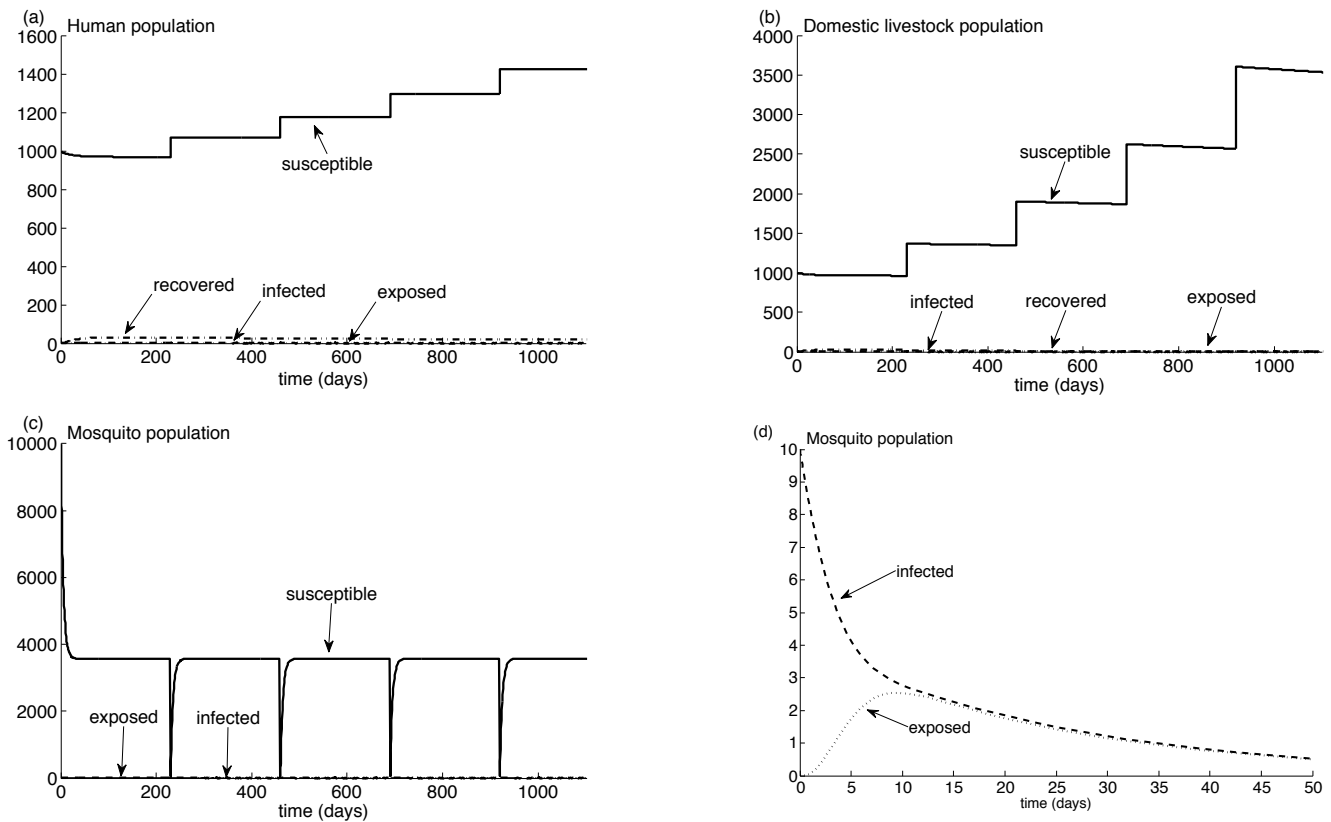 (a)
Human population
1600
1400
1200
1000
800
600
400
200
0
susceptible
recovered
infected
exposed
0 200 400 600 800 1000
time (days)
(b)
Domestic livestock population
4000
3500
3000
2500
2000
1500
1000
500
0
susceptible
infected
recovered
exposed
0 200 400 600 800 1000
time (days)
(c)
Mosquito population
10000
8000
6000
4000
2000
0
susceptible
exposed
infected
0 200 400 600 800 1000
time (days)
(d)
Mosquito population
10
9
8
7
6
5
4
3
2
1
0
infected
exposed
0 5 10 15 20 25 30 35 40 45 50
time (days)